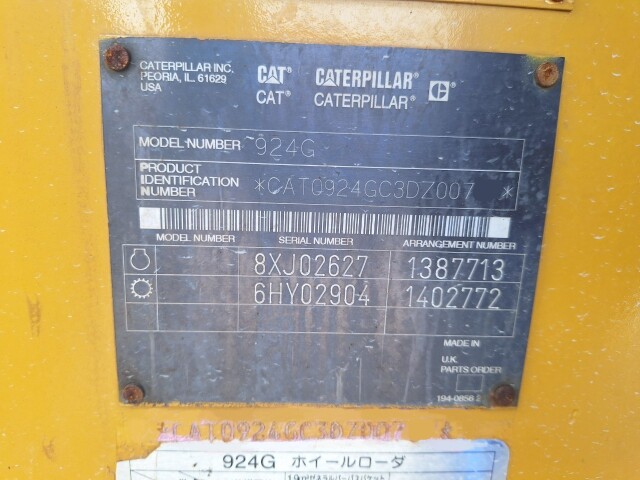 CATERPILLAR INC.
PEORIA, IL. 61629
USA
CAT® CATERPILLAR®
CAT® CATERPILLAR®
MODEL NUMBER 924G
PRODUCT
IDENTIFICATION
NUMBER *CAT0924GC3DZ007 *
MODEL NUMBER SERIAL NUMBER ARRANGEMENT NUMBER
8XJ02627 1387713
6HY02904 1402772
MADE IN
U.K.
PARTS ORDER
194-0856
*CAT0924GC3DZ007 *
924G ホイールローダ